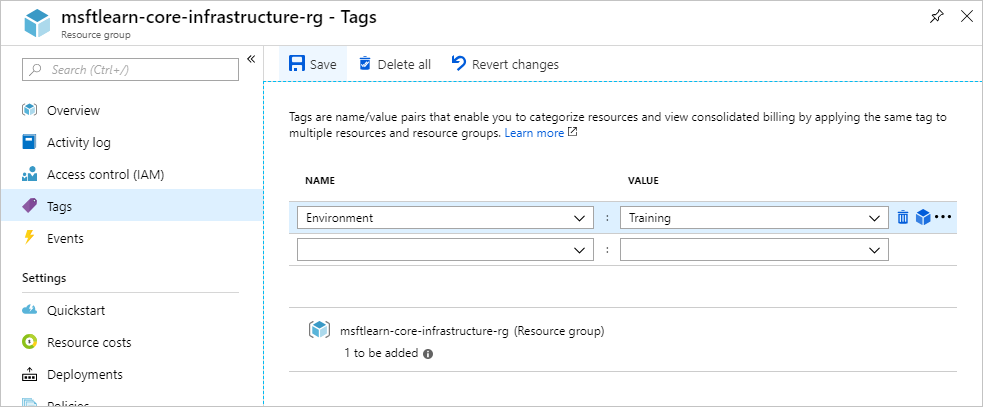 msftlearn-core-infrastructure-rg - Tags
Resource group
Search (Ctrl+/)
Overview
Activity log
Access control (IAM)
Tags
Events
Settings
Quickstart
Resource costs
Deployments
Policies
Save
Delete all
Revert changes
Tags are name/value pairs that enable you to categorize resources and view consolidated billing by applying the same tag to
multiple resources and resource groups. Learn more
NAME VALUE
Environment : Training
:
msftlearn-core-infrastructure-rg (Resource group)
1 to be added